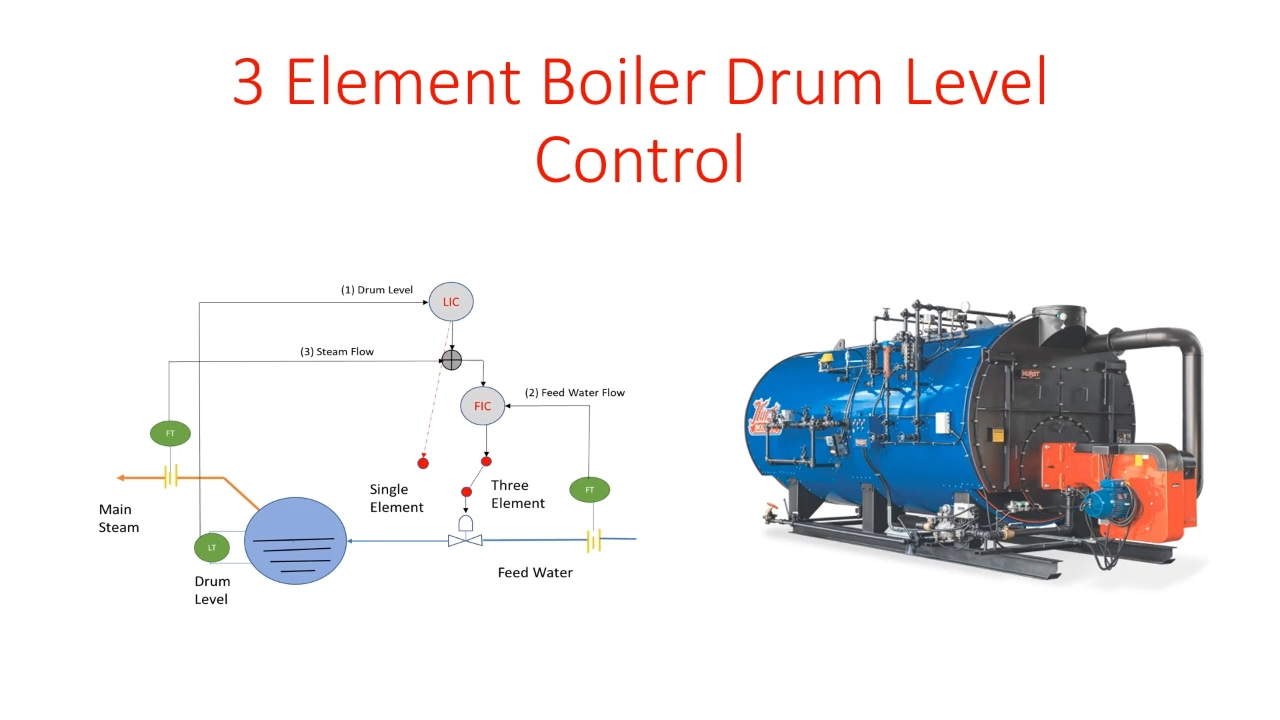 3 Element Boiler Drum Level
Control
(1) Drum Level
LIC
(3) Steam Flow
(2) Feed Water Flow
FIC
FT
Single
Element
Three
Element
FT
Main
Steam
LT
Drum
Level
Feed Water
HURST